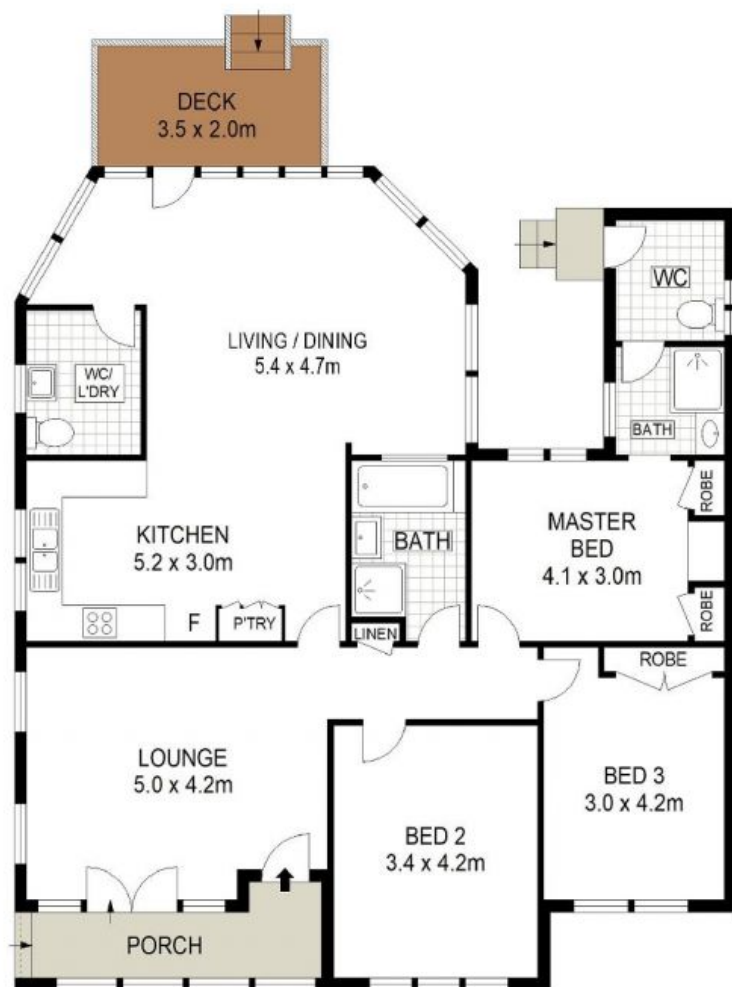 DECK
3.5 x 2.0m
LIVING / DINING
5.4 x 4.7m
WC
WC/
L'DRY
BATH
KITCHEN
5.2 x 3.0m
F
P'TRY
BATH
LINEN
MASTER
BED
4.1 x 3.0m
ROBE
ROBE
ROBE
LOUNGE
5.0 x 4.2m
BED 2
3.4 x 4.2m
BED 3
3.0 x 4.2m
PORCH